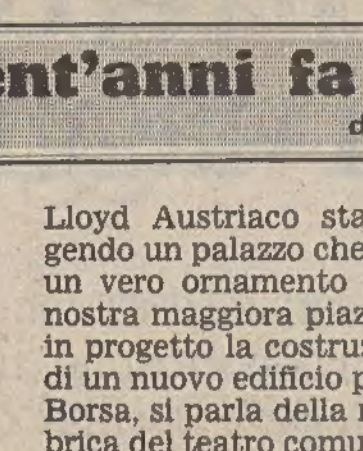 ent'anni fa
d
Lloyd Austriaco sta
gendo un palazzo che
un vero ornamento
nostra maggiora piaz
in progetto la costru
di un nuovo edificio p
Borsa, si parla della
brica del teatro com